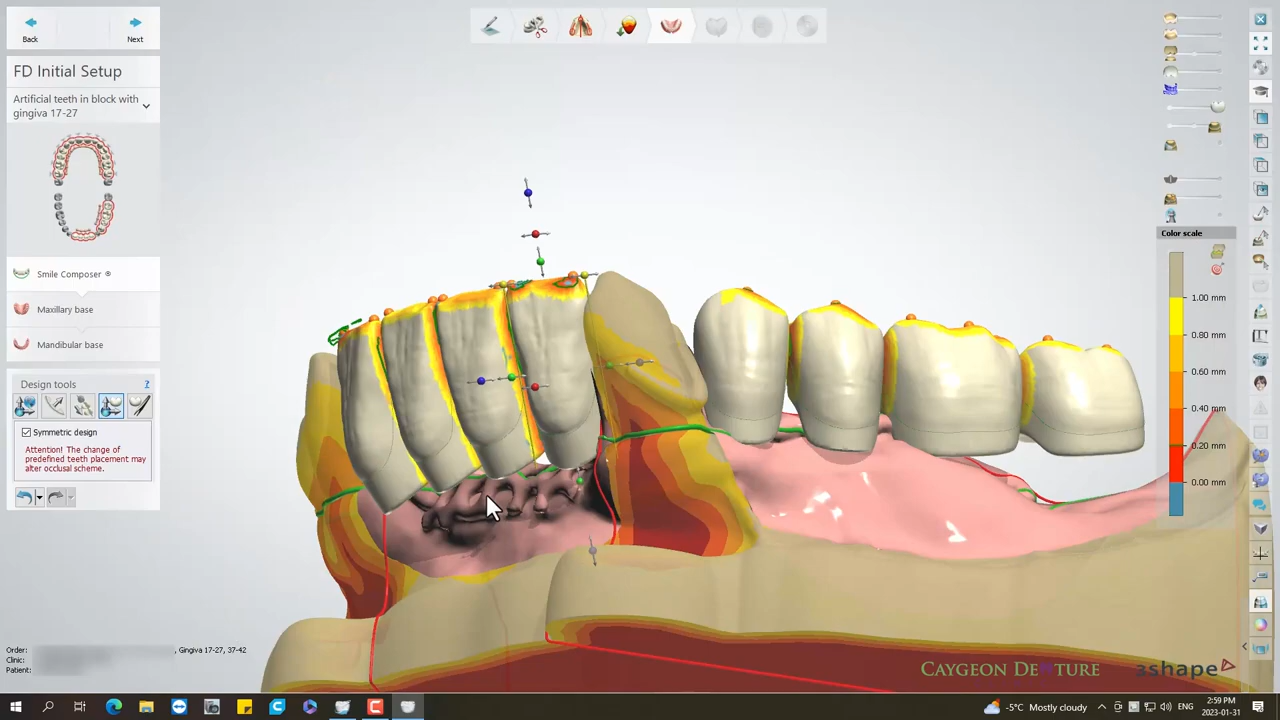 Back
Next
FD Initial Setup
Artificial teeth in block with
gingiva 17-27
Smile Composer ®
Maxillary base
Mandibular base
Design tools
?
Symmetric design
Attention! The change of
predefined teeth placement may
alter occlusal scheme.
Color scale
1.00 mm
0.80 mm
0.60 mm
0.40 mm
0.20 mm
0.00 mm
Order: , Gingiva 17-27, 37-42
Clinic:
Patient:
CAYGEON DENTURE
3shape
-5°C Mostly cloudy
ENG
2:59 PM
2023-01-31